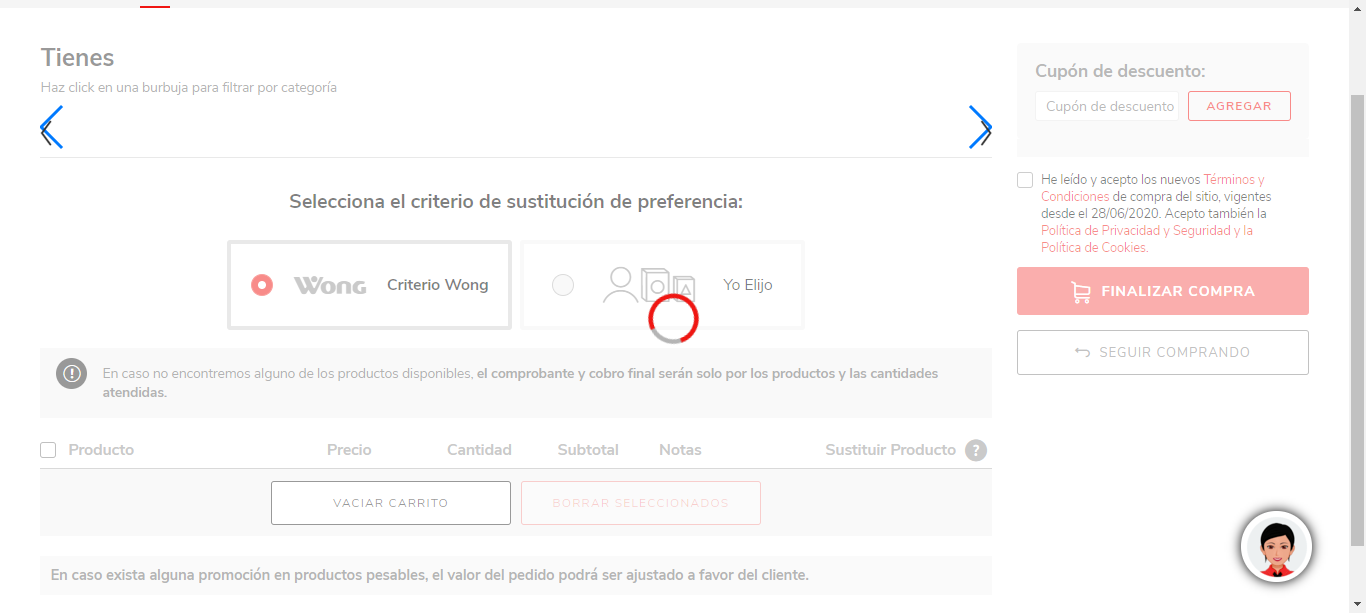 Tienes
Haz click en una burbuja para filtrar por categoría
Selecciona el criterio de sustitución de preferencia:
Wong
Criterio Wong
Yo Elijo
En caso no encontremos alguno de los productos disponibles, el comprobante y cobro final serán solo por los productos y las cantidades
atendidas.
Producto Precio Cantidad Subtotal Notas Sustituir Producto ?
VACIAR CARRITO BORRAR SELECCIONADOS
En caso exista alguna promoción en productos pesables, el valor del pedido podrá ser ajustado a favor del cliente.
Cupón de descuento:
Cupón de descuento AGREGAR
He leído y acepto los nuevos Términos y
Condiciones de compra del sitio, vigentes
desde el 28/06/2020. Acepto también la
Política de Privacidad y Seguridad y la
Política de Cookies.
FINALIZAR COMPRA
SEGUIR COMPRANDO